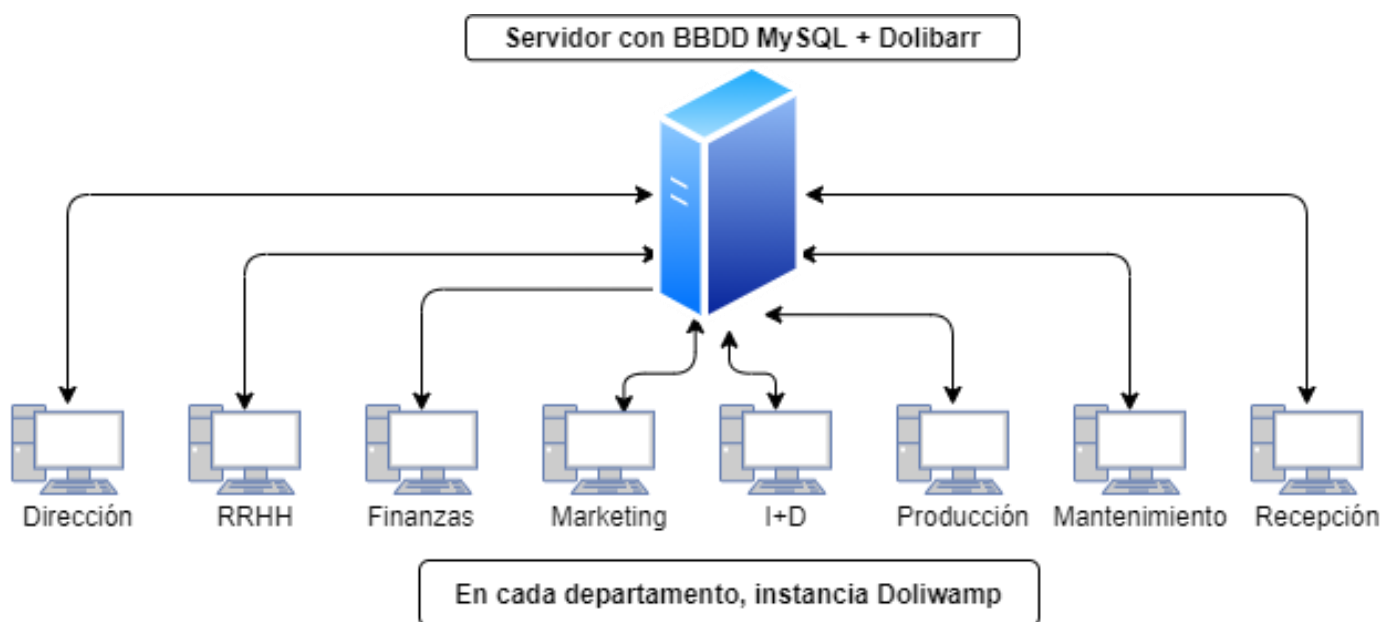 Servidor con BBDD MySQL + Dolibarr
Dirección
RRHH
Finanzas
Marketing
I+D
Producción
Mantenimiento
Recepción
En cada departamento, instancia Doliwamp